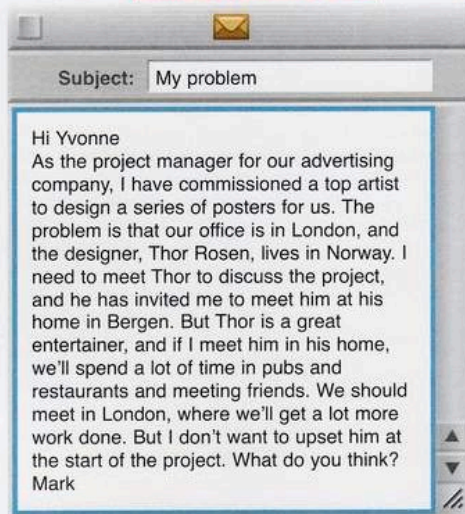 Subject: My problem
Hi Yvonne
As the project manager for our advertising
company, I have commissioned a top artist
to design a series of posters for us. The
problem is that our office is in London, and
the designer, Thor Rosen, lives in Norway. I
need to meet Thor to discuss the project,
and he has invited me to meet him at his
home in Bergen. But Thor is a great
entertainer, and if I meet him in his home,
we'll spend a lot of time in pubs and
restaurants and meeting friends. We should
meet in London, where we'll get a lot more
work done. But I don't want to upset him at
the start of the project. What do you think?
Mark